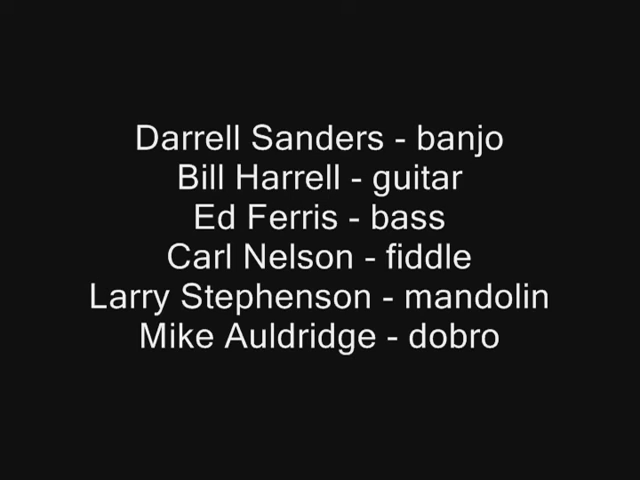 Darrell Sanders - banjo
Bill Harrell - guitar
Ed Ferris - bass
Carl Nelson - fiddle
Larry Stephenson - mandolin
Mike Auldridge - dobro